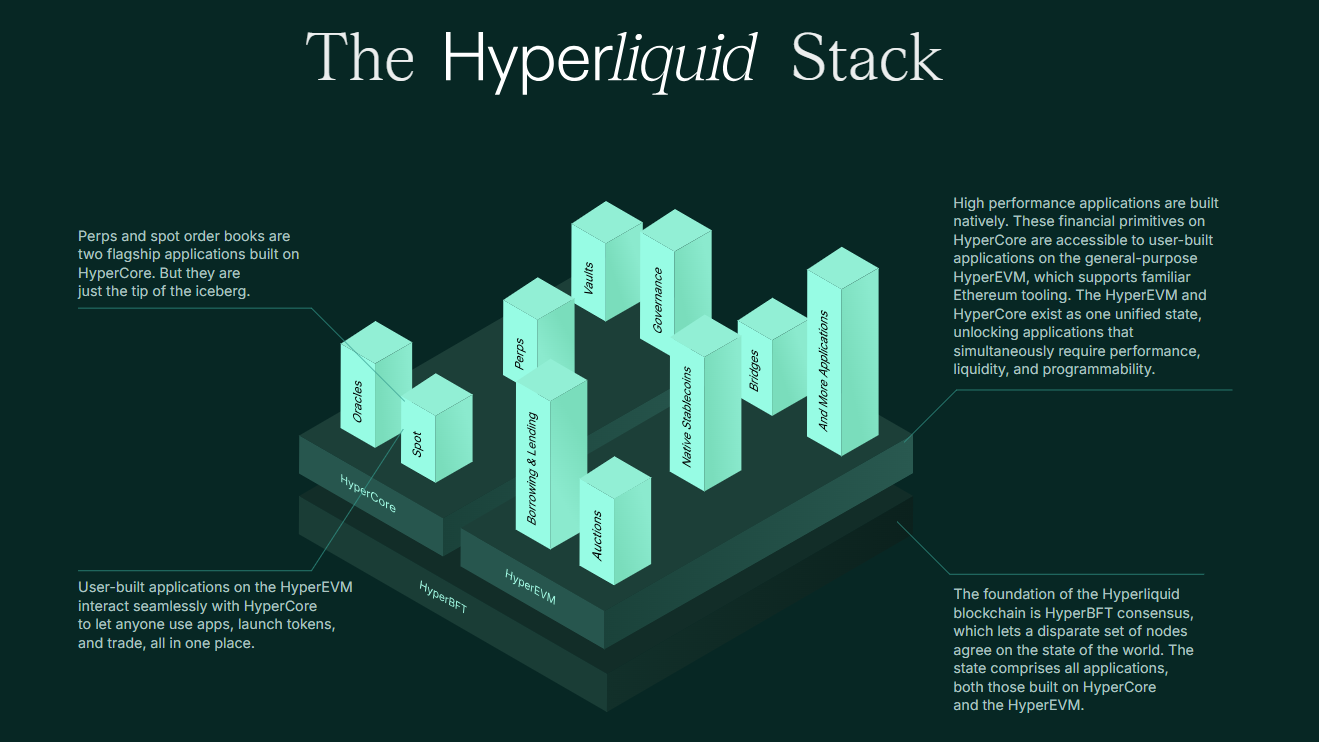 The Hyperliquid Stack
Perps and spot order books are
two flagship applications built on
HyperCore. But they are
just the tip of the iceberg.
High performance applications are built
natively. These financial primitives on
HyperCore are accessible to user-built
applications on the general-purpose
HyperEVM, which supports familiar
Ethereum tooling. The HyperEVM and
HyperCore exist as one unified state,
unlocking applications that
simultaneously require performance,
liquidity, and programmability.
Vaults
Governance
Perps
Oracles
Spot
Borrowing & Lending
Native Stablecoins
Bridges
And More Applications
Auctions
HyperCore
HyperEVM
HyperBFT
User-built applications on the HyperEVM
interact seamlessly with HyperCore
to let anyone use apps, launch tokens,
and trade, all in one place.
The foundation of the Hyperliquid
blockchain is HyperBFT consensus,
which lets a disparate set of nodes
agree on the state of the world. The
state comprises all applications,
both those built on HyperCore
and the HyperEVM.